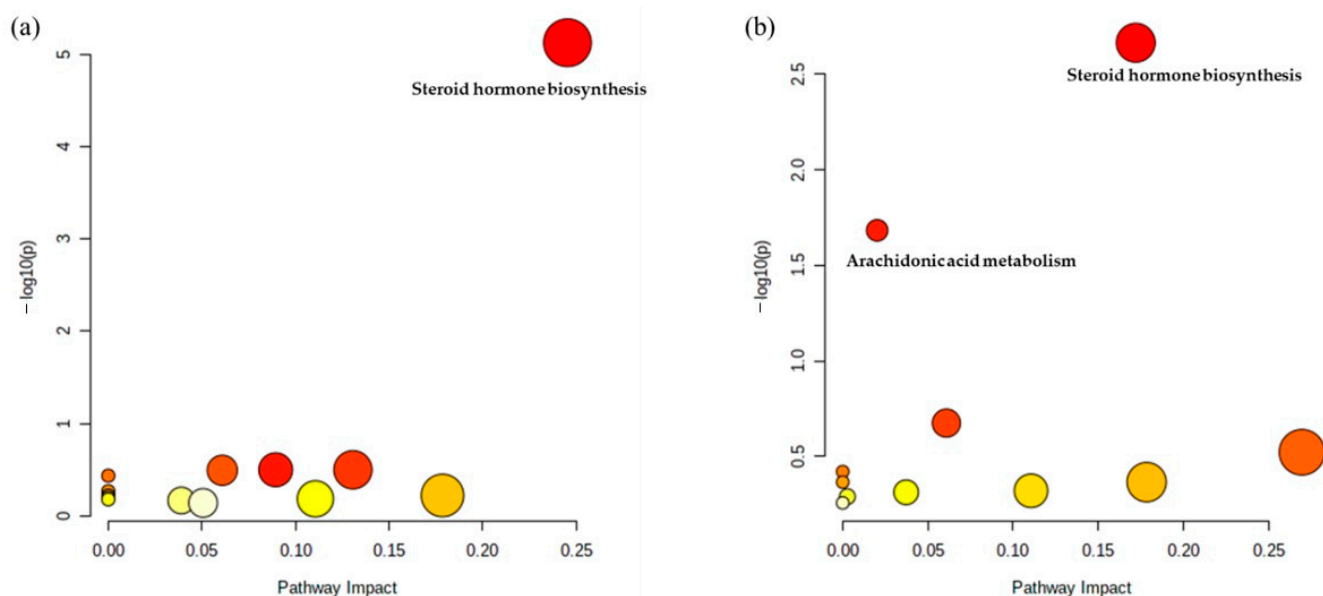 (a)
5
4
3
2
1
0
− log10(p)
Steroid hormone biosynthesis
0.00 0.05 0.10 0.15 0.20 0.25
Pathway Impact
(b)
2.5
2.0
1.5
1.0
0.5
− log10(p)
Steroid hormone biosynthesis
Arachidonic acid metabolism
0.00 0.05 0.10 0.15 0.20 0.25
Pathway Impact